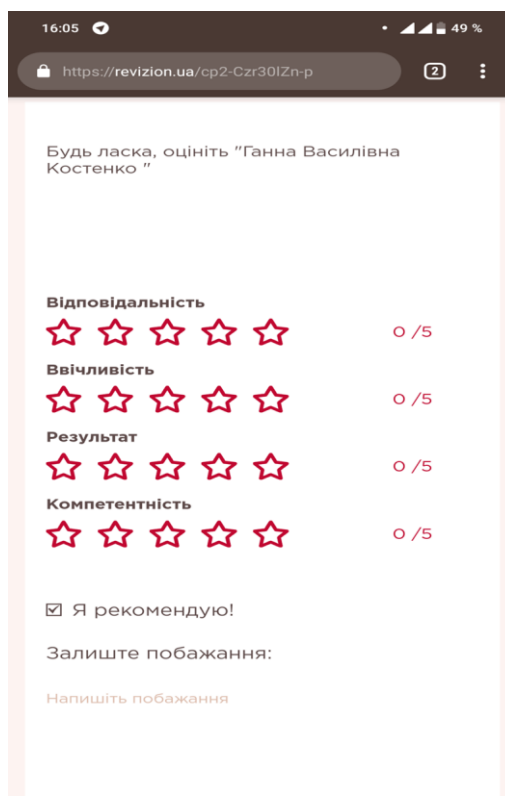 16:05 49 %
https://revizion.ua/cp2-Czr30lZn-p 2
Будь ласка, оцініть "Ганна Василівна
Костенко "
Відповідальність
0 /5
Ввічливість
0 /5
Результат
0 /5
Компетентність
0 /5
Я рекомендую!
Залиште побажання:
Напишіть побажання